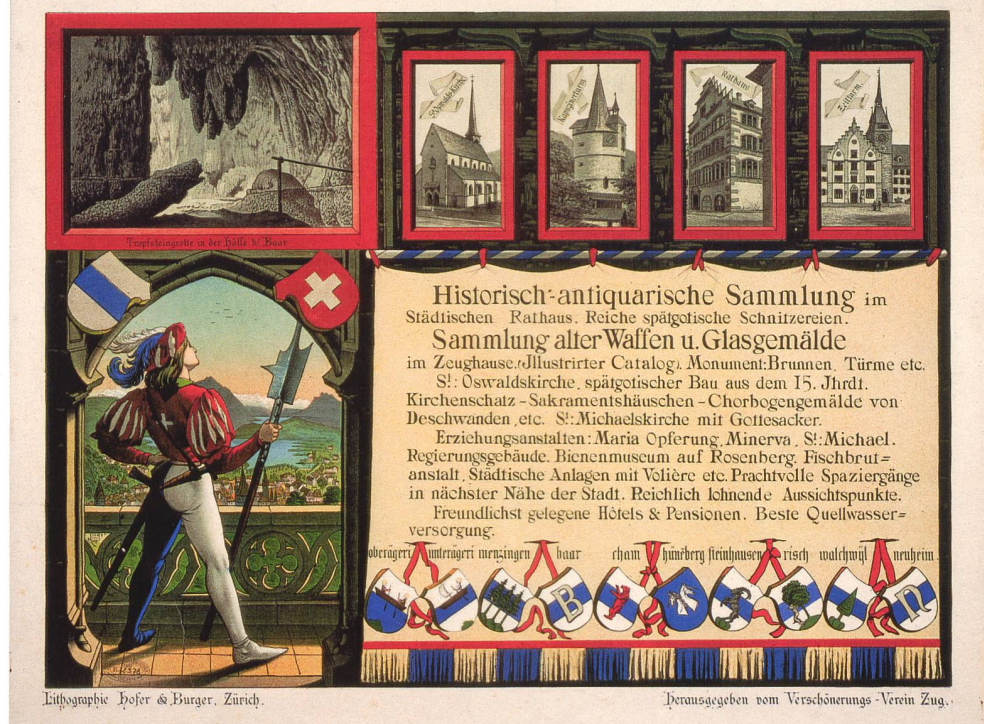 St. Oswalds-Kirche
Rathaus
Zeitturm
Tropfsteingrotte in der Hölle b/ Baar
Historisch-antiquarische Sammlung im
Städtischen Rathaus. Reiche spätgotische Schnitzereien.
Sammlung alter Waffen u. Glasgemälde
im Zeughause. (Jllustrirter Catalog). Monument: Brunnen, Türme etc.
St: Oswaldskirche, spätgotischer Bau aus dem 15. Jhrdt.
Kirchenschatz - Sakramentshäuschen - Chorbogengemälde von
Deschwanden, etc. St: Michaelskirche mit Gottesacker.
Erziehungsanstalten: Maria Opferung, Minerva, St: Michael.
Regierungsgebäude. Bienenmuseum auf Rosenberg. Fischbrut=
anstalt, Städtische Anlagen mit Volière etc. Prachtvolle Spaziergänge
in nächster Nähe der Stadt. Reichlich lohnende Aussichtspunkte.
Freundlichst gelegene Hôtels & Pensionen. Beste Quellwasser=
versorgung.
oberägeri unterägeri menzingen baar cham hüneberg steinhausen risch walchwyl neuheim
B
N
Lithographie Hofer & Burger, Zürich.
Herausgegeben vom Verschönerungs-Verein Zug.